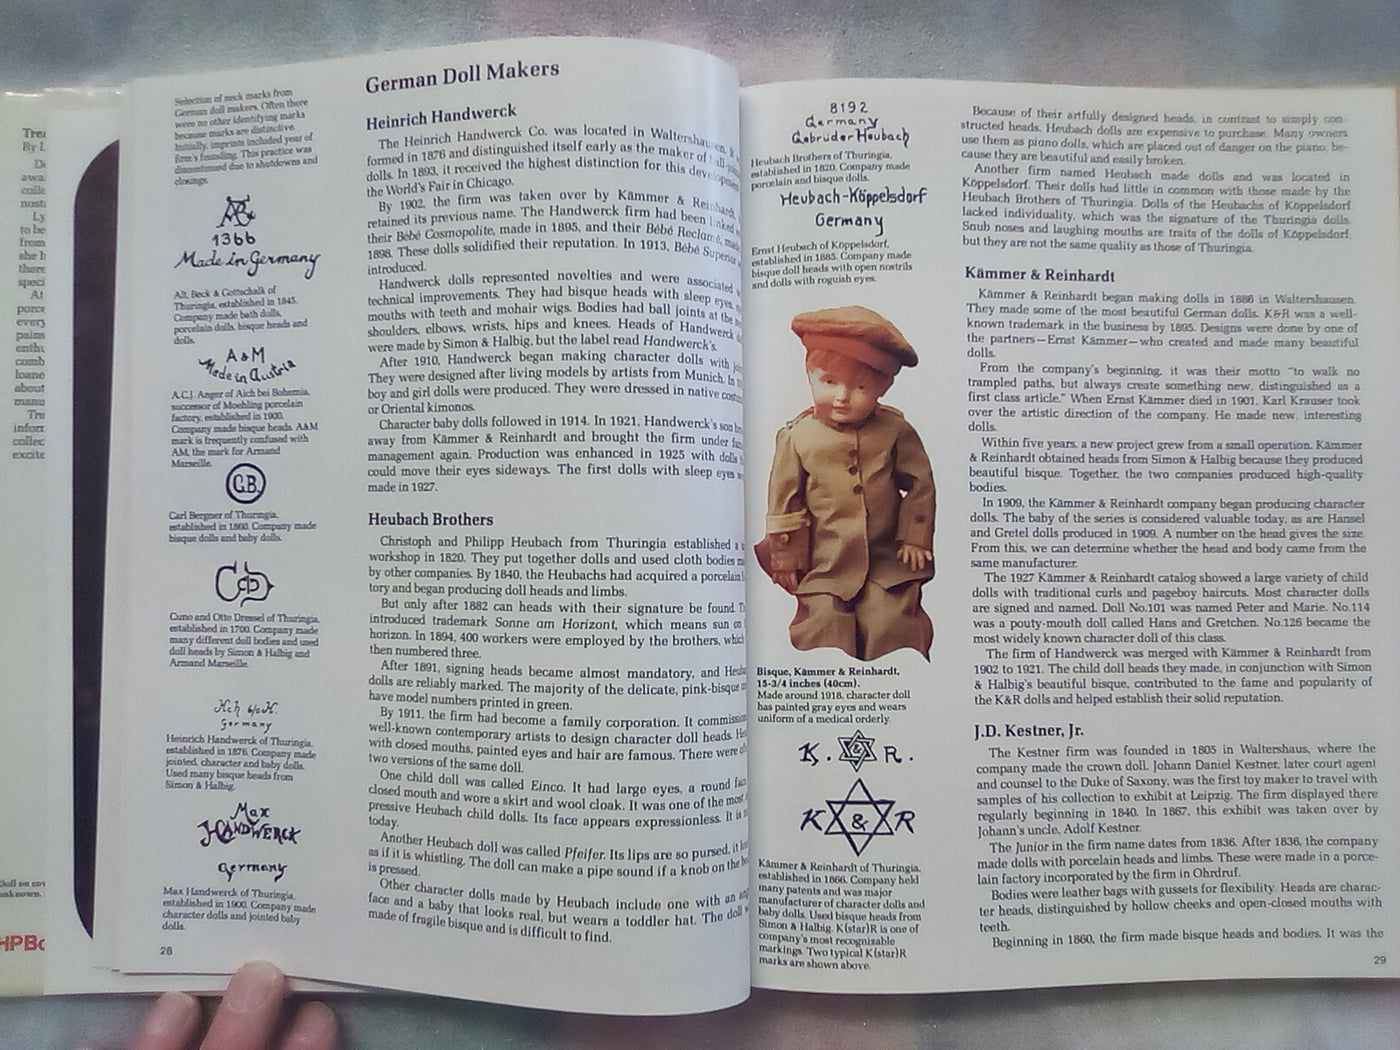 By L
HPBo
Selection of neck marks from
German doll makers. Often there
were no other identifying marks
because marks are distinctive.
Initially, imprints included year of
firm's founding. This practice was
discontinued due to shutdowns and
closings.
1366
Made in Germany
Alt, Beck & Gottschalk of
Thuringia, established in 1845.
Company made bath dolls,
porcelain dolls, bisque heads and
dolls.
A&M
Made in Austria
A.C.J. Anger of Aich bei Bohemia,
successor of Moehling porcelain
factory, established in 1900.
Company made bisque heads. A&M
mark is frequently confused with
AM, the mark for Armand
Marseille.
C.B.
Carl Bergner of Thuringia,
established in 1860. Company made
bisque dolls and baby dolls.
Cuno and Otto Dressel of Thuringia,
established in 1700. Company made
many different doll bodies and used
doll heads by Simon & Halbig and
Armand Marseille.
Germany
Heinrich Handwerck of Thuringia,
established in 1876. Company made
jointed, character and baby dolls.
Used many bisque heads from
Simon & Halbig.
Max
HANDWERCK
Germany
Max Handwerck of Thuringia,
established in 1900. Company made
character dolls and jointed baby
dolls.
28
German Doll Makers
Heinrich Handwerck
The Heinrich Handwerck Co. was located in Waltershausen. It
formed in 1876 and distinguished itself early as the maker of
dolls. In 1893, it received the highest distinction for this development
the World's Fair in Chicago.
By 1902, the firm was taken over by Kämmer & Reinhardt,
retained its previous name. The Handwerck firm had been linked
their Bébé Cosmopolite, made in 1895, and their Bébé Reclamé, made
1898. These dolls solidified their reputation. In 1913, Bébé Superior
introduced.
Handwerck dolls represented novelties and were associated
technical improvements. They had bisque heads with sleep eyes,
mouths with teeth and mohair wigs. Bodies had ball joints at the
shoulders, elbows, wrists, hips and knees. Heads of Handwerck
were made by Simon & Halbig, but the label read Handwerck's.
After 1910, Handwerck began making character dolls with
They were designed after living models by artists from Munich. In
boy and girl dolls were produced. They were dressed in native
or Oriental kimonos.
Character baby dolls followed in 1914. In 1921, Handwerck's son
away from Kämmer & Reinhardt and brought the firm under
management again. Production was enhanced in 1925 with dolls
could move their eyes sideways. The first dolls with sleep eyes
made in 1927.
Heubach Brothers
Christoph and Philipp Heubach from Thuringia established a
workshop in 1820. They put together dolls and used cloth bodies
by other companies. By 1840, the Heubachs had acquired a porcelain
tory and began producing doll heads and limbs.
But only after 1882 can heads with their signature be found.
introduced trademark Sonne am Horizont, which means sun on
horizon. In 1894, 400 workers were employed by the brothers, which
then numbered three.
After 1891, signing heads became almost mandatory, and
dolls are reliably marked. The majority of the delicate, pink-bisque
have model numbers printed in green.
By 1911, the firm had become a family corporation. It
well-known contemporary artists to design character doll heads.
with closed mouths, painted eyes and hair are famous. There were
two versions of the same doll.
One child doll was called Einco. It had large eyes, a round
closed mouth and wore a skirt and wool cloak. It was one of the most
pressive Heubach child dolls. Its face appears expressionless. It is
today.
Another Heubach doll was called Pfeifer. Its lips are so pursed, it
as if it is whistling. The doll can make a pipe sound if a knob on the
is pressed.
Other character dolls made by Heubach include one with an
face and a baby that looks real, but wears a toddler hat. The doll
made of fragile bisque and is difficult to find.
8192
Germany
Gebrüder Heubach
Heubach Brothers of Thuringia,
established in 1820. Company made
porcelain and bisque dolls.
Heubach-Köppelsdorf
Germany
Ernst Heubach of Köppelsdorf,
established in 1885. Company made
bisque doll heads with open nostrils
and dolls with roguish eyes.
Bisque, Kämmer & Reinhardt,
15-3/4 inches (40cm).
Made around 1918, character doll
has painted gray eyes and wears
uniform of a medical orderly.
K. & R.
K & R
Kämmer & Reinhardt of Thuringia,
established in 1866. Company held
many patents and was major
manufacturer of character dolls and
baby dolls. Used bisque heads from
Simon & Halbig. K(star)R is one of
company's most recognizable
markings. Two typical K(star)R
marks are shown above.
Because of their artfully designed heads, in contrast to simply con-
structed heads, Heubach dolls are expensive to purchase. Many owners
use them as piano dolls, which are placed out of danger on the piano, be-
cause they are beautiful and easily broken.
Another firm named Heubach made dolls and was located in
Köppelsdorf. Their dolls had little in common with those made by the
Heubach Brothers of Thuringia. Dolls of the Heubachs of Köppelsdorf
lacked individuality, which was the signature of the Thuringia dolls.
Snub noses and laughing mouths are traits of the dolls of Köppelsdorf,
but they are not the same quality as those of Thuringia.
Kämmer & Reinhardt
Kämmer & Reinhardt began making dolls in 1886 in Waltershausen.
They made some of the most beautiful German dolls. K&R was a well-
known trademark in the business by 1895. Designs were done by one of
the partners—Ernst Kämmer—who created and made many beautiful
dolls.
From the company's beginning, it was their motto "to walk no
trampled paths, but always create something new, distinguished as a
first class article." When Ernst Kämmer died in 1901, Karl Krauser took
over the artistic direction of the company. He made new, interesting
dolls.
Within five years, a new project grew from a small operation. Kämmer
& Reinhardt obtained heads from Simon & Halbig because they produced
beautiful bisque. Together, the two companies produced high-quality
bodies.
In 1909, the Kämmer & Reinhardt company began producing character
dolls. The baby of the series is considered valuable today, as are Hansel
and Gretel dolls produced in 1909. A number on the head gives the size.
From this, we can determine whether the head and body came from the
same manufacturer.
The 1927 Kämmer & Reinhardt catalog showed a large variety of child
dolls with traditional curls and pageboy haircuts. Most character dolls
are signed and named. Doll No.101 was named Peter and Marie. No.114
was a pouty-mouth doll called Hans and Gretchen. No.126 became the
most widely known character doll of this class.
The firm of Handwerck was merged with Kämmer & Reinhardt from
1902 to 1921. The child doll heads they made, in conjunction with Simon
& Halbig's beautiful bisque, contributed to the fame and popularity of
the K&R dolls and helped establish their solid reputation.
J.D. Kestner, Jr.
The Kestner firm was founded in 1805 in Waltershaus, where the
company made the crown doll. Johann Daniel Kestner, later court agent
and counsel to the Duke of Saxony, was the first toy maker to travel with
samples of his collection to exhibit at Leipzig. The firm displayed there
regularly beginning in 1840. In 1867, this exhibit was taken over by
Johann's uncle, Adolf Kestner.
The Junior in the firm name dates from 1836. After 1836, the company
made dolls with porcelain heads and limbs. These were made in a porce-
lain factory incorporated by the firm in Ohrdruf.
Bodies were leather bags with gussets for flexibility. Heads are charac-
ter heads, distinguished by hollow cheeks and open-closed mouths with
teeth.
Beginning in 1860, the firm made bisque heads and bodies. It was the
29